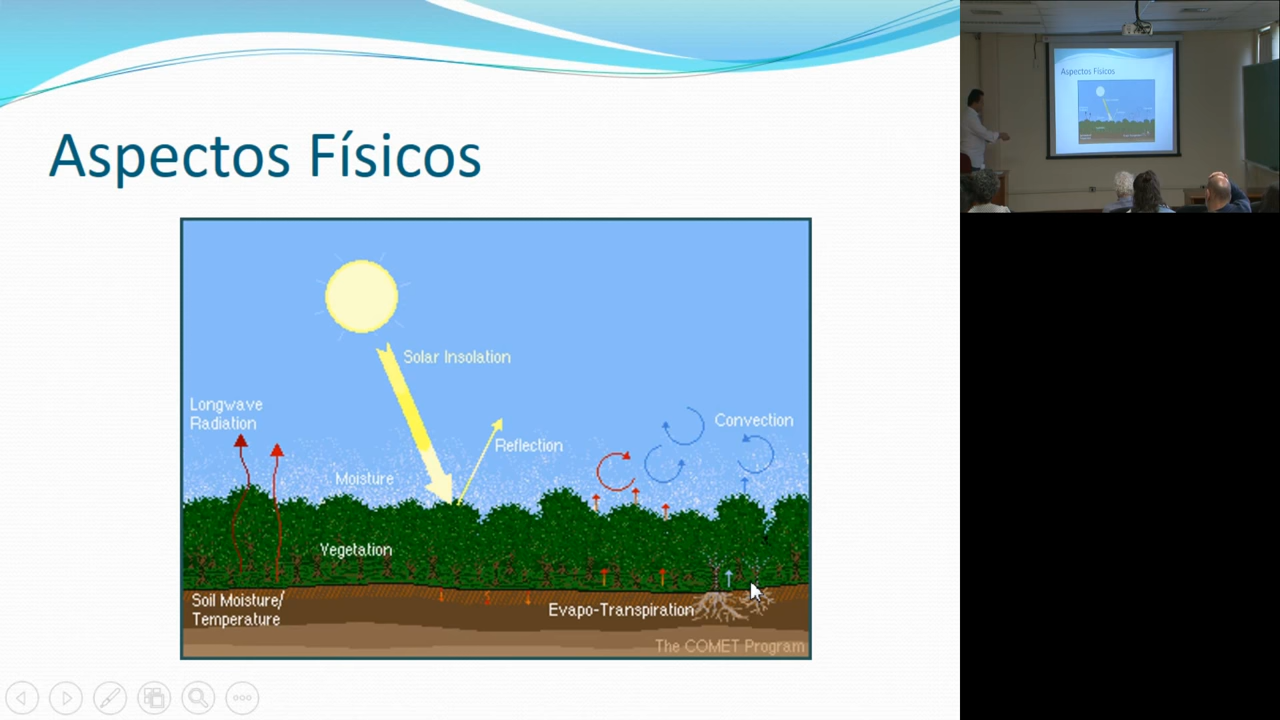 Aspectos Físicos
Solar Insolation
Longwave
Radiation
Convection
Reflection
Moisture
Vegetation
Soil Moisture/
Temperature
Evapo-Transpiration
The COMET Program
Aspectos Físicos